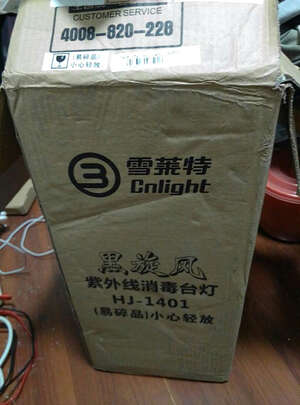 CUSTOMER SERVICE
4008-820-228
(易碎品)
小心轻放
雪莱特
Cnlight
黑旋风
紫外线消毒台灯
HJ-1401
(易碎品)小心轻放